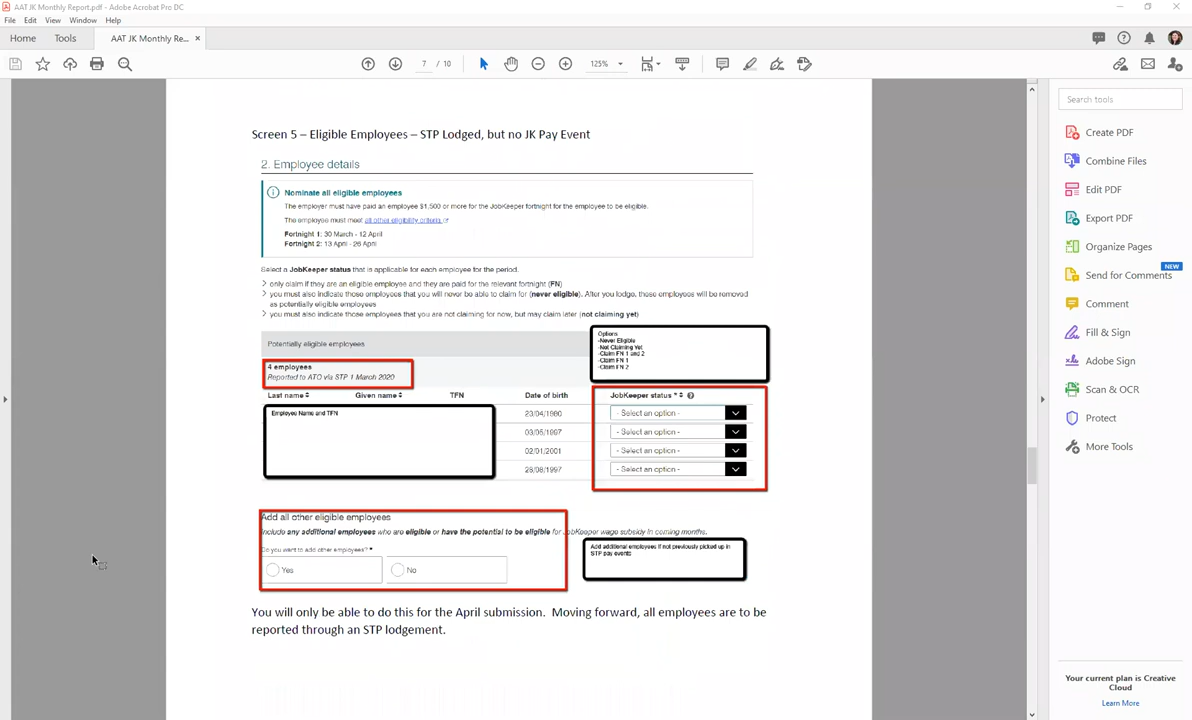 AAT JK Monthly Report.pdf - Adobe Acrobat Pro DC
File Edit View Window Help
Home Tools AAT JK Monthly Re... ×
7 / 10 125%
Search tools
Create PDF
Combine Files
Edit PDF
Export PDF
Organize Pages
NEW
Send for Comments
Comment
Fill & Sign
Adobe Sign
Scan & OCR
Protect
More Tools
Your current plan is Creative
Cloud
Learn More
Screen 5 – Eligible Employees – STP Lodged, but no JK Pay Event
2. Employee details
Nominate all eligible employees
The employer must have paid an employee $1,500 or more for the JobKeeper fortnight for the employee to be eligible.
The employee must meet all other eligibility criteria
Fortnight 1: 30 March - 12 April
Fortnight 2: 13 April - 26 April
Select a JobKeeper status that is applicable for each employee for the period.
only claim if they are an eligible employee and they are paid for the relevant fortnight (FN)
you must also indicate those employees that you will never be able to claim for (never eligible). After you lodge, these employees will be removed
as potentially eligible employees
you must also indicate those employees that you are not claiming for now, but may claim later (not claiming yet)
Potentially eligible employees
Options
-Never Eligible
-Not Claiming Yet
-Claim FN 1 and 2
-Claim FN 1
-Claim FN 2
4 employees
Reported to ATO via STP 1 March 2020
Last name Given name TFN Date of birth JobKeeper status *
Employee Name and TFN
23/04/1980 - Select an option -
03/05/1997 - Select an option -
02/01/2001 - Select an option -
28/08/1997 - Select an option -
Add all other eligible employees
Include any additional employees who are eligible or have the potential to be eligible for JobKeeper wage subsidy in coming months.
Do you want to add other employees? *
Yes No
Add additional employees if not previously picked up in
STP pay events
You will only be able to do this for the April submission. Moving forward, all employees are to be
reported through an STP lodgement.